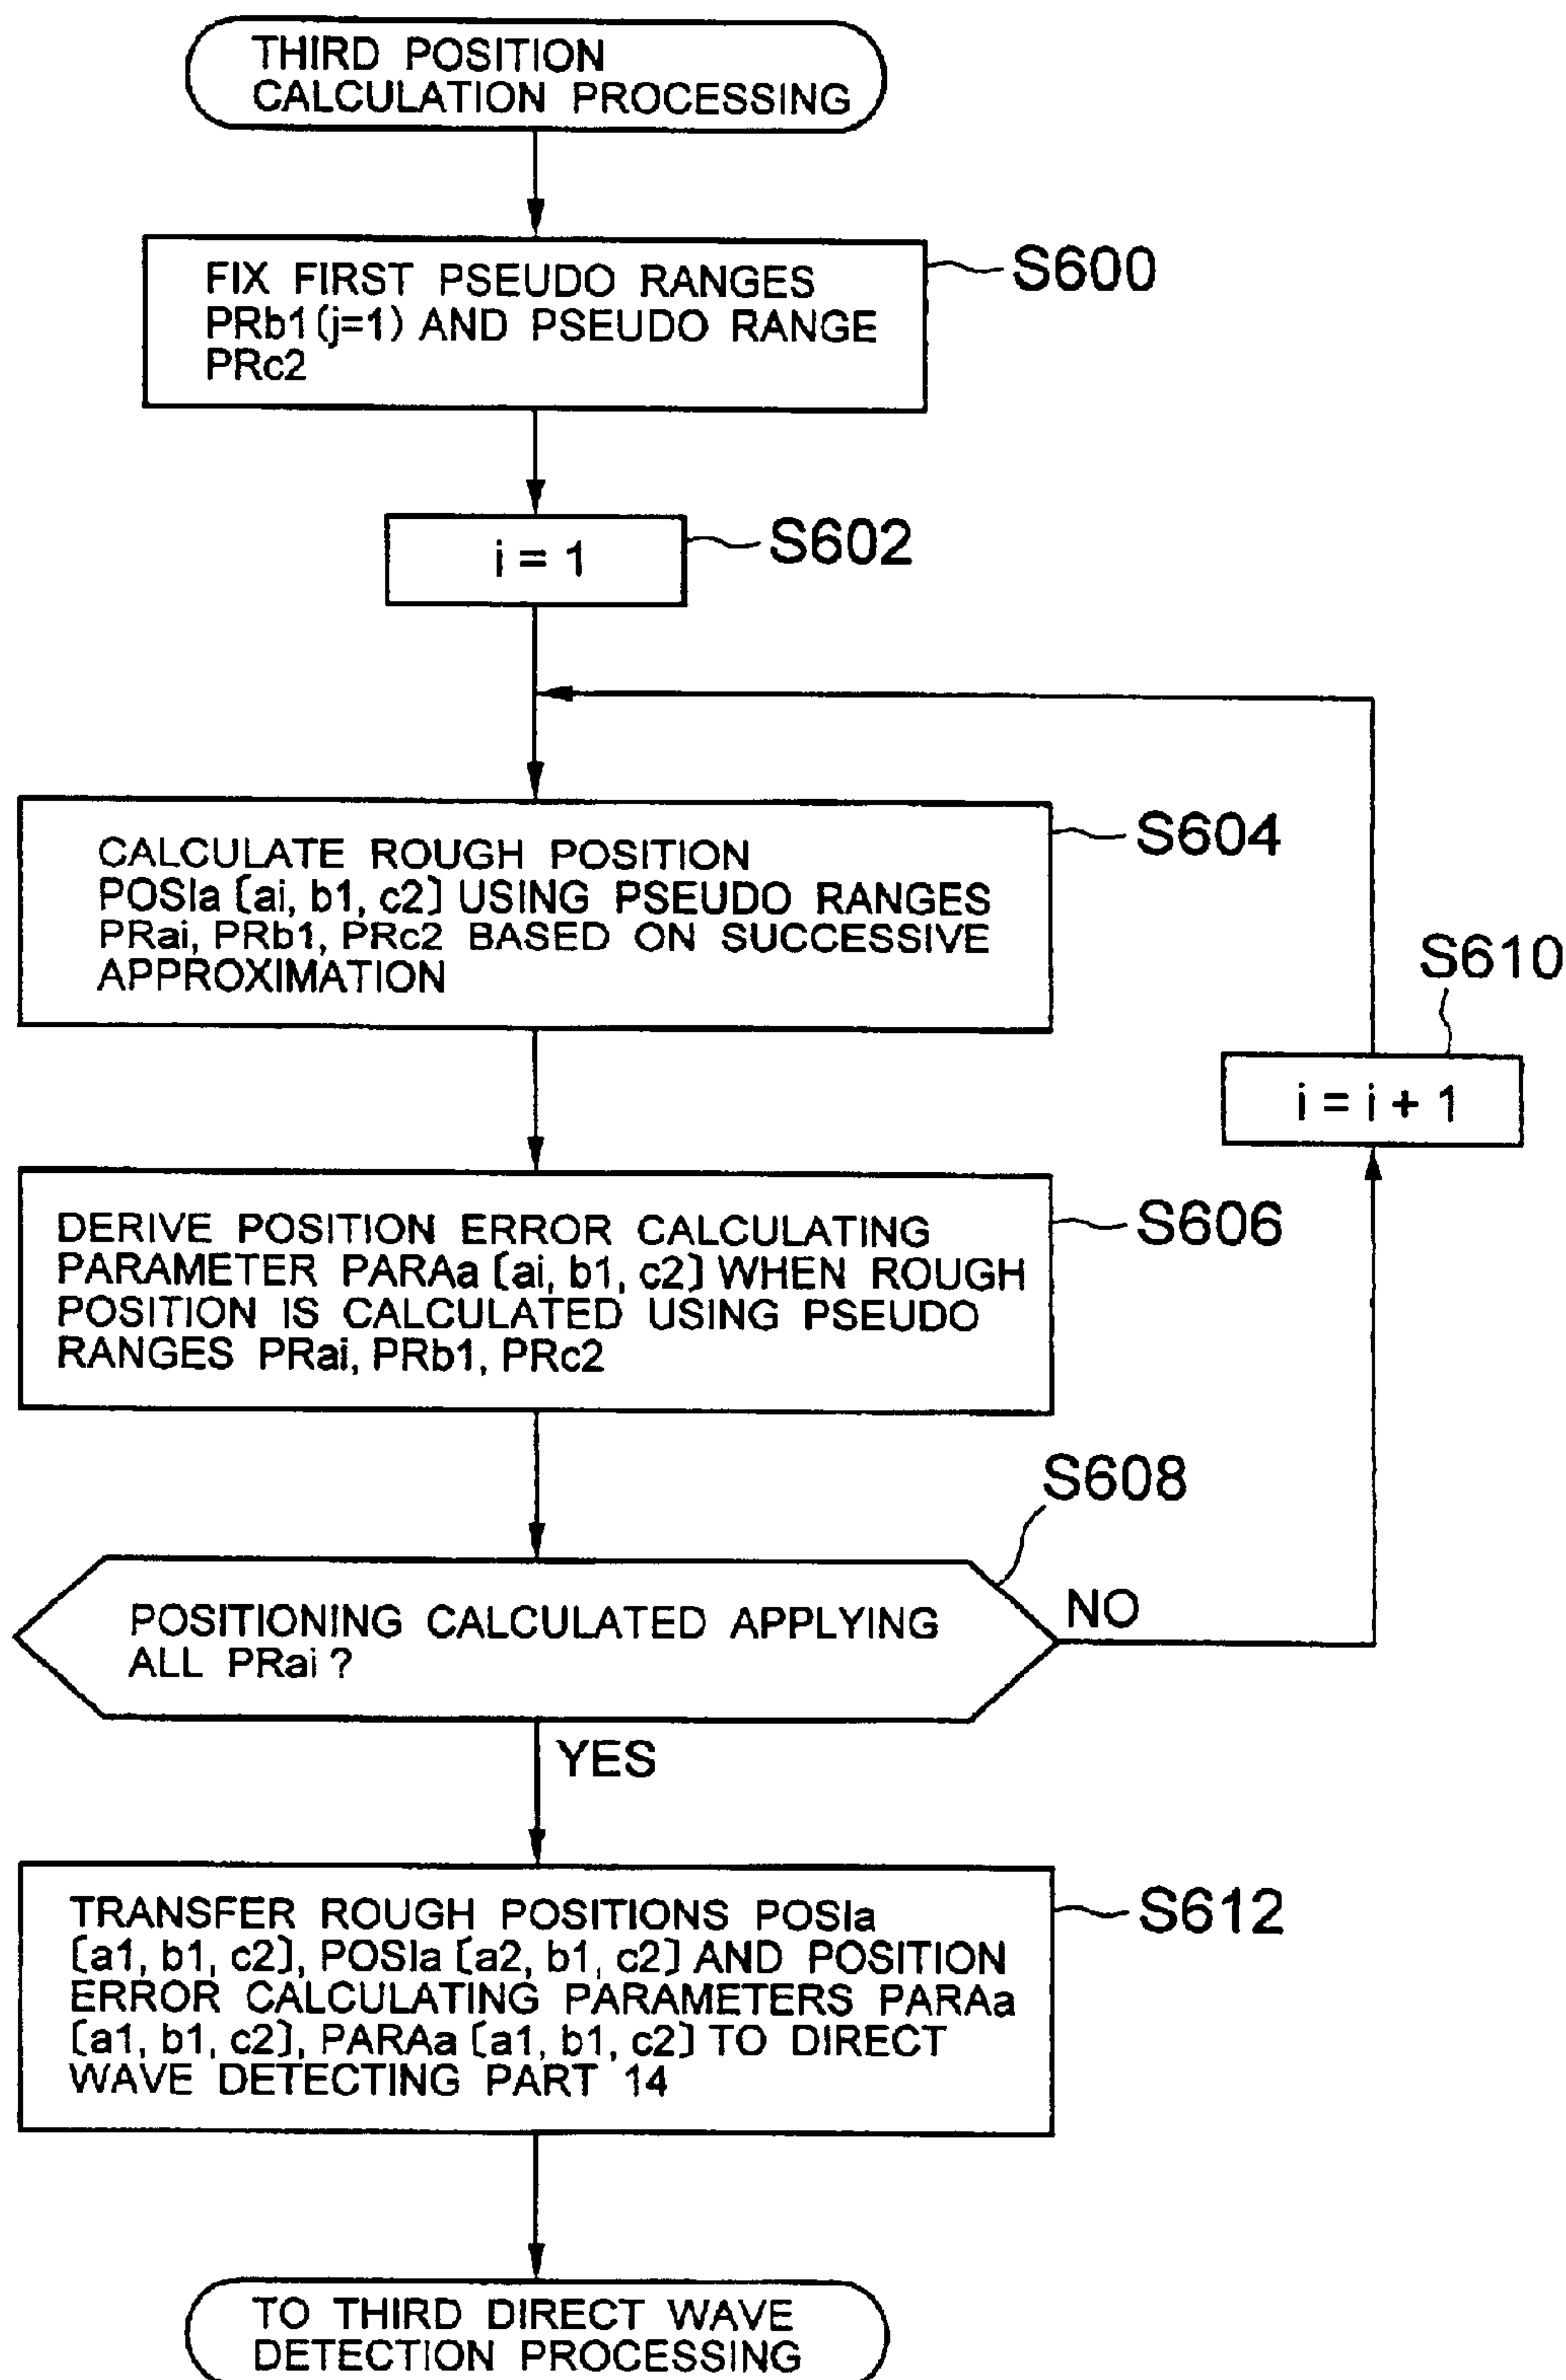 THIRD POSITION
CALCULATION PROCESSING
FIX FIRST PSEUDO RANGES
PRb1(j=1) AND PSEUDO RANGE
PRc2
S600
i = 1
S602
CALCULATE ROUGH POSITION
POSIa [ai, b1, c2] USING PSEUDO RANGES
PRai, PRb1, PRc2 BASED ON SUCCESSIVE
APPROXIMATION
S604
S610
i = i + 1
DERIVE POSITION ERROR CALCULATING
PARAMETER PARAa [ai, b1, c2] WHEN ROUGH
POSITION IS CALCULATED USING PSEUDO
RANGES PRai, PRb1, PRc2
S606
S608
POSITIONING CALCULATED APPLYING
ALL PRai ?
NO
YES
TRANSFER ROUGH POSITIONS POSIa
[a1, b1, c2], POSIa [a2, b1, c2] AND POSITION
ERROR CALCULATING PARAMETERS PARAa
[a1, b1, c2], PARAa [a1, b1, c2] TO DIRECT
WAVE DETECTING PART 14
S612
TO THIRD DIRECT WAVE
DETECTION PROCESSING